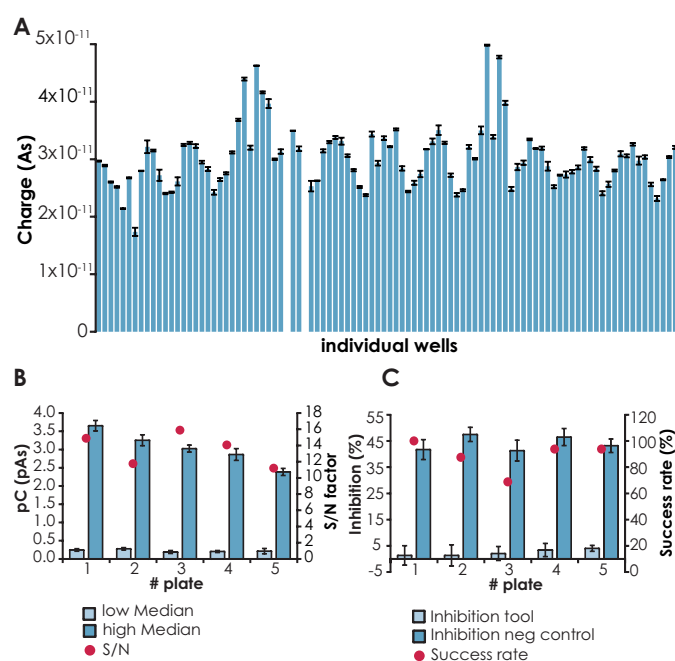 A
Charge (As)
5x10⁻¹¹
4x10⁻¹¹
3x10⁻¹¹
2x10⁻¹¹
1x10⁻¹¹
0
individual wells
B
pC (pAs)
4.0
3.5
3.0
2.5
2.0
1.5
1.0
0.5
0.0
18
16
14
12
10
8
6
4
2
0
S/N factor
1 2 3 4 5
# plate
low Median
high Median
S/N
C
Inhibition (%)
55
45
35
25
15
5
-5
120
100
80
60
40
20
0
Success rate (%)
1 2 3 4 5
# plate
Inhibition tool
Inhibition neg control
Success rate